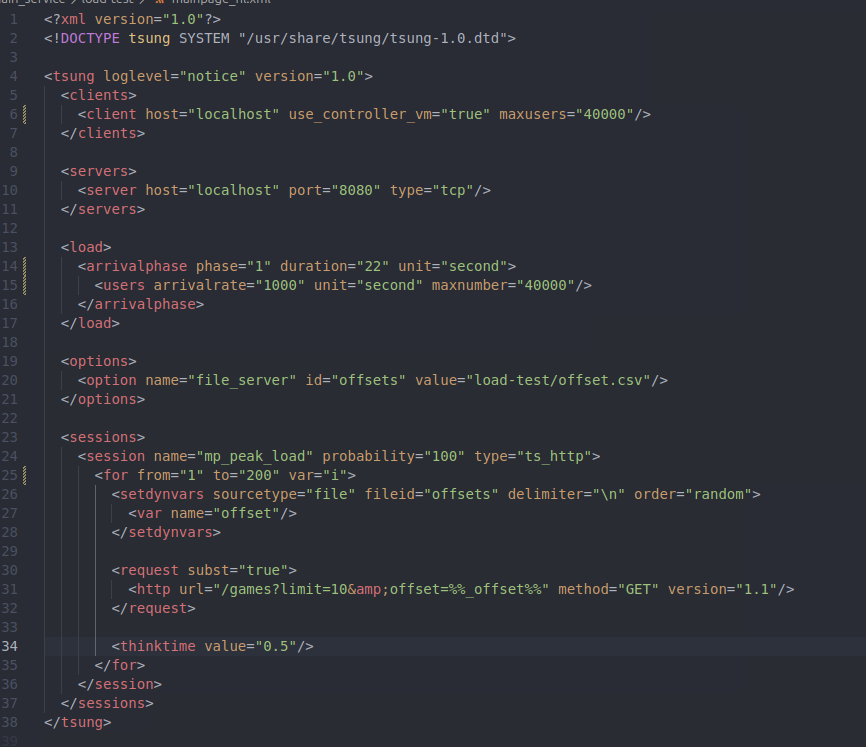 main_service > load-test > mainpage_hl.xml
1 <?xml version="1.0"?>
2 <!DOCTYPE tsung SYSTEM "/usr/share/tsung/tsung-1.0.dtd">
3
4 <tsung loglevel="notice" version="1.0">
5 <clients>
6 <client host="localhost" use_controller_vm="true" maxusers="40000"/>
7 </clients>
8
9 <servers>
10 <server host="localhost" port="8080" type="tcp"/>
11 </servers>
12
13 <load>
14 <arrivalphase phase="1" duration="22" unit="second">
15 <users arrivalrate="1000" unit="second" maxnumber="40000"/>
16 </arrivalphase>
17 </load>
18
19 <options>
20 <option name="file_server" id="offsets" value="load-test/offset.csv"/>
21 </options>
22
23 <sessions>
24 <session name="mp_peak_load" probability="100" type="ts_http">
25 <for from="1" to="200" var="i">
26 <setdynvars sourcetype="file" fileid="offsets" delimiter="\n" order="random">
27 <var name="offset"/>
28 </setdynvars>
29
30 <request subst="true">
31 <http url="/games?limit=10&amp;offset=%%_offset%%" method="GET" version="1.1"/>
32 </request>
33
34 <thinktime value="0.5"/>
35 </for>
36 </session>
37 </sessions>
38 </tsung>
39